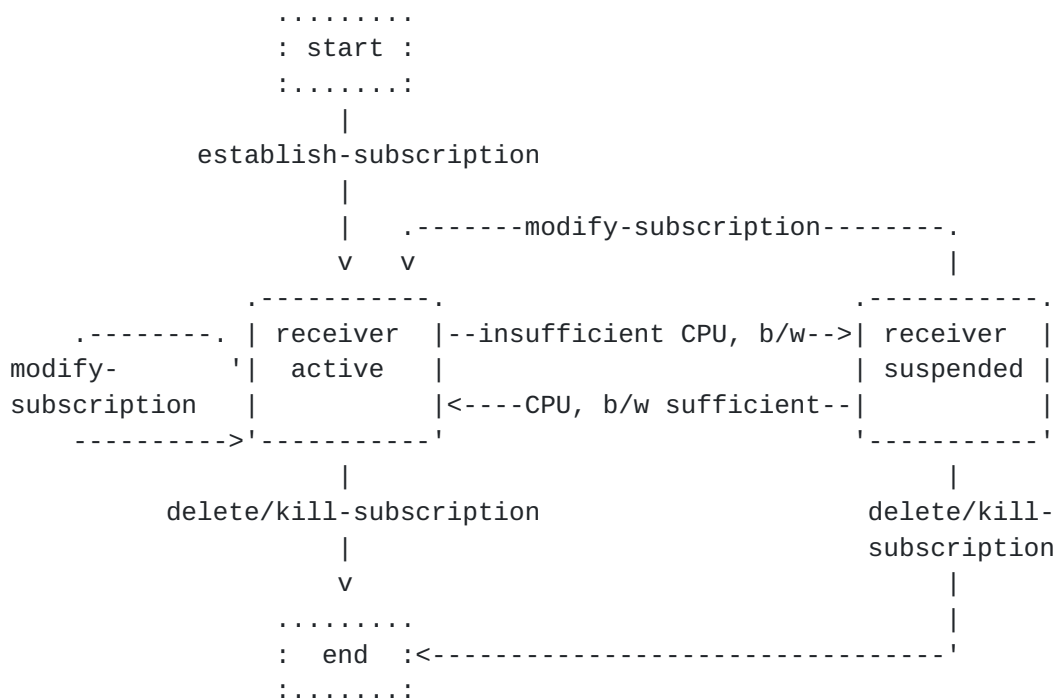 start
establish-subscription
modify-subscription
receiver --insufficient CPU, b/w--> receiver
modify- active suspended
subscription <----CPU, b/w sufficient--
delete/kill-subscription delete/kill-
subscription
end